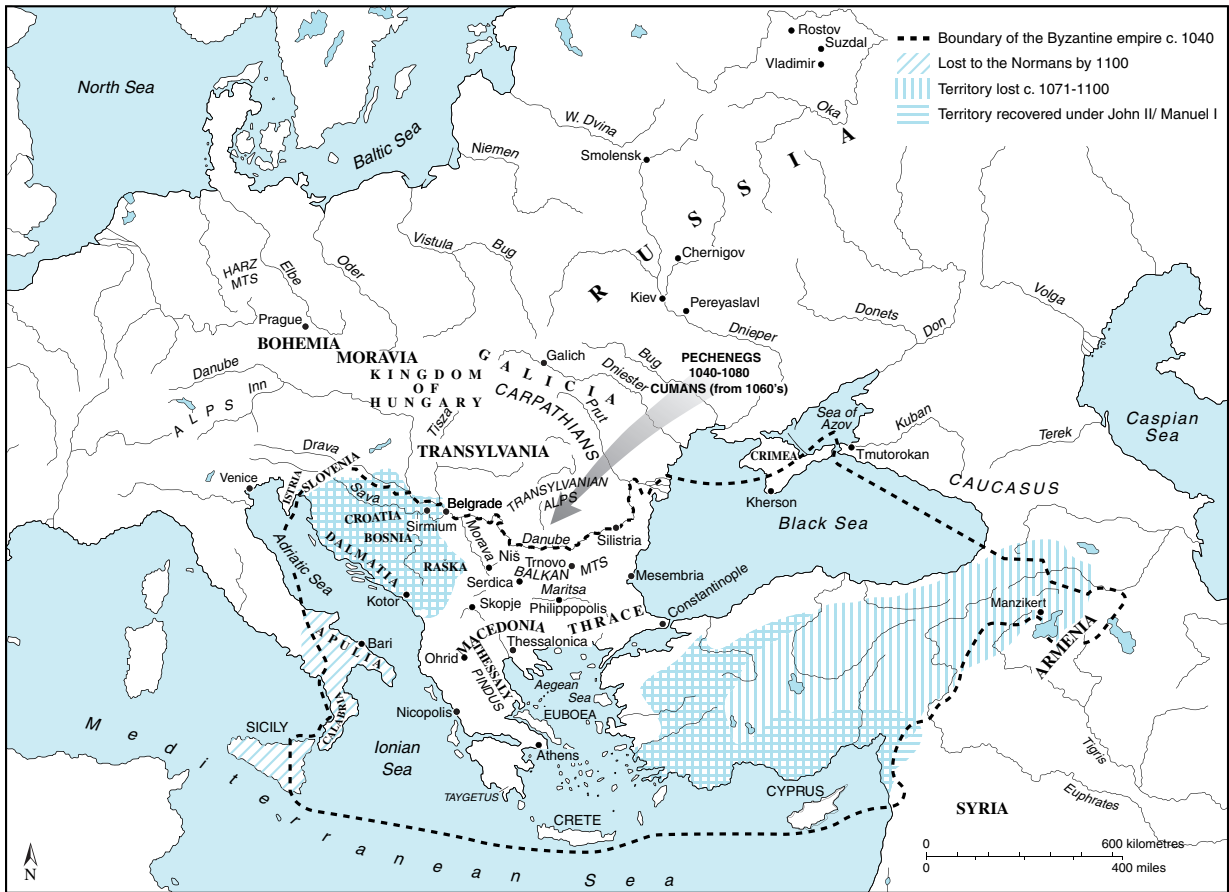 Boundary of the Byzantine empire c. 1040
Lost to the Normans by 1100
Territory lost c. 1071-1100
Territory recovered under John II/ Manuel I
North Sea
Baltic Sea
Rostov
Suzdal
Vladimir
Oka
W. Dvina
Smolensk
Niemen
RUSSIA
Vistula
Bug
Oder
Elbe
HARZ
MTS
Chernigov
Kiev
Pereyaslavl
Dnieper
Donets
Don
Volga
Prague
BOHEMIA
MORAVIA
KINGDOM
OF
HUNGARY
Galich
GALICIA
CARPATHIANS
Bug
Dniester
Prut
PECHENEGS
1040-1080
CUMANS (from 1060's)
Danube
Inn
ALPS
Tisza
Drava
TRANSYLVANIA
TRANSYLVANIAN
ALPS
Sea of
Azov
CRIMEA
Kherson
Tmutorokan
Kuban
Terek
Caspian
Sea
CAUCASUS
Black Sea
Venice
ISTRIA
SLOVENIA
Sava
CROATIA
BOSNIA
DALMATIA
RAŠKA
Sirmium
Belgrade
Morava
Danube
Silistria
Niš
Trnovo
BALKAN MTS
Serdica
Mesembria
Maritsa
Philippopolis
Skopje
Kotor
Adriatic Sea
Constantinople
THRACE
MACEDONIA
Thessalonica
Ohrid
THESSALY
PINDUS
Manzikert
ARMENIA
APULIA
Bari
CALABRIA
SICILY
Nicopolis
Aegean
Sea
EUBOEA
Athens
Ionian
Sea
TAYGETUS
CRETE
CYPRUS
SYRIA
Tigris
Euphrates
Mediterranean Sea
N
0 600 kilometres
0 400 miles